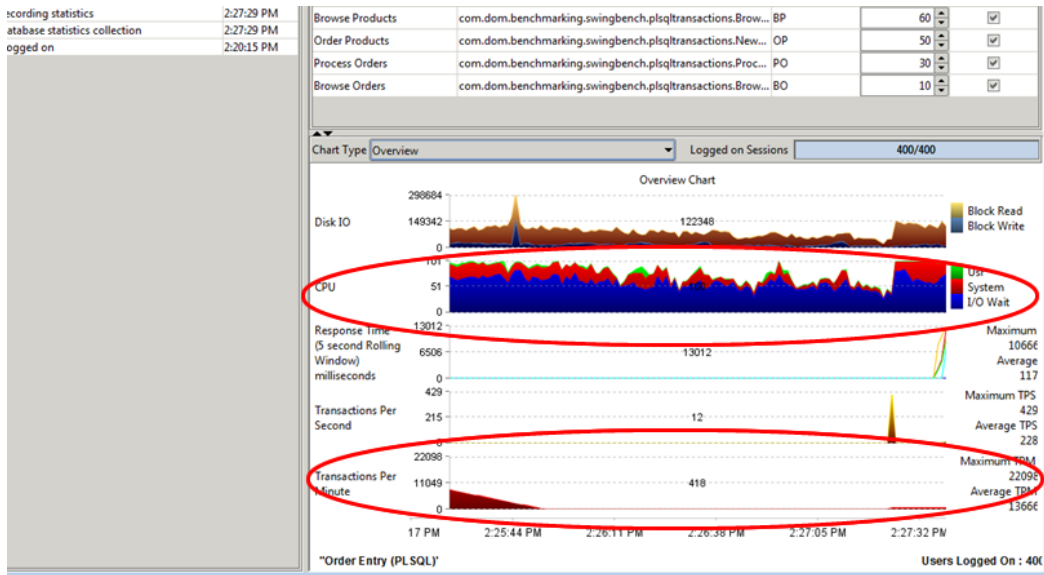 ecording statistics 2:27:29 PM
atabase statistics collection 2:27:29 PM
ogged on 2:20:15 PM
Browse Products com.dom.benchmarking.swingbench.plsqltransactions.Brow... BP 60
Order Products com.dom.benchmarking.swingbench.plsqltransactions.New... OP 50
Process Orders com.dom.benchmarking.swingbench.plsqltransactions.Proc... PO 30
Browse Orders com.dom.benchmarking.swingbench.plsqltransactions.Brow... BO 10
Chart Type Overview Logged on Sessions 400/400
Overview Chart
Disk IO
298684
149342
0
122348
Block Read
Block Write
CPU
101
51
0
Usr
System
I/O Wait
Response Time
(5 second Rolling
Window)
milliseconds
13012
6506
0
13012
Maximum
10666
Average
117
Transactions Per
Second
429
215
0
12
Maximum TPS
429
Average TPS
228
Transactions Per
Minute
22098
11049
0
418
Maximum TPM
22098
Average TPM
13666
17 PM 2:25:44 PM 2:26:11 PM 2:26:38 PM 2:27:05 PM 2:27:32 PM
"Order Entry (PLSQL)'
Users Logged On : 400